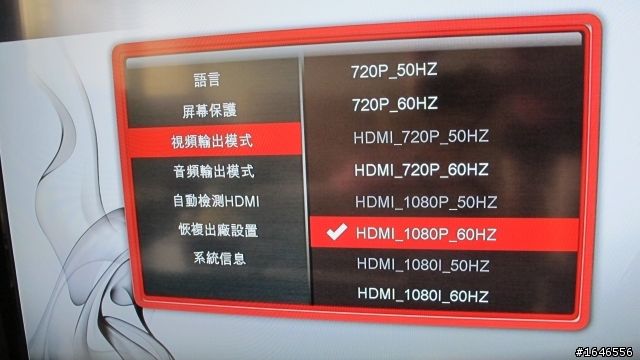 語言
屏幕保護
視頻輸出模式
音頻輸出模式
自動檢測HDMI
恢複出廠設置
系統信息
720P_50HZ
720P_60HZ
HDMI_720P_50HZ
HDMI_720P_60HZ
HDMI_1080P_50HZ
HDMI_1080P_60HZ
HDMI_1080I_50HZ
HDMI_1080I_60HZ
#1646556